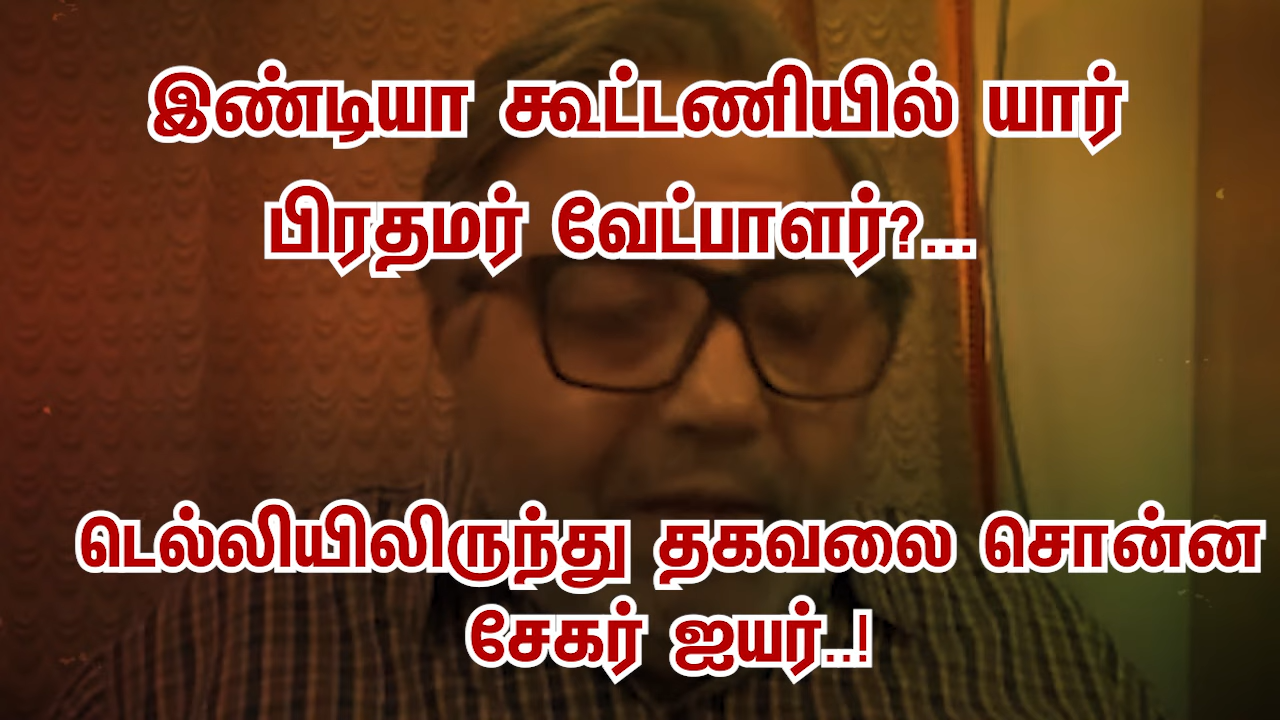 இண்டியா கூட்டணியில் யார்
பிரதமர் வேட்பாளர்?...
டெல்லியிலிருந்து தகவலை சொன்ன
சேகர் ஐயர்..!